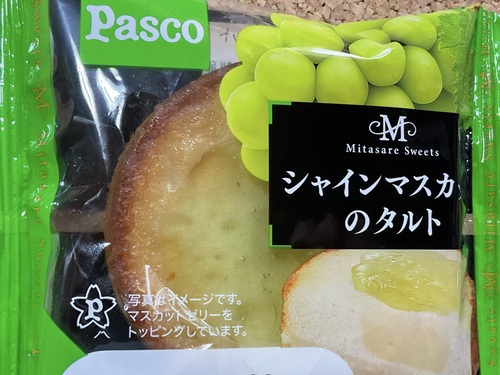 Pasco
M
Mitasare Sweets
シャインマスカ
のタルト
P
写真はイメージです。
マスカットゼリーを
トッピングしています。